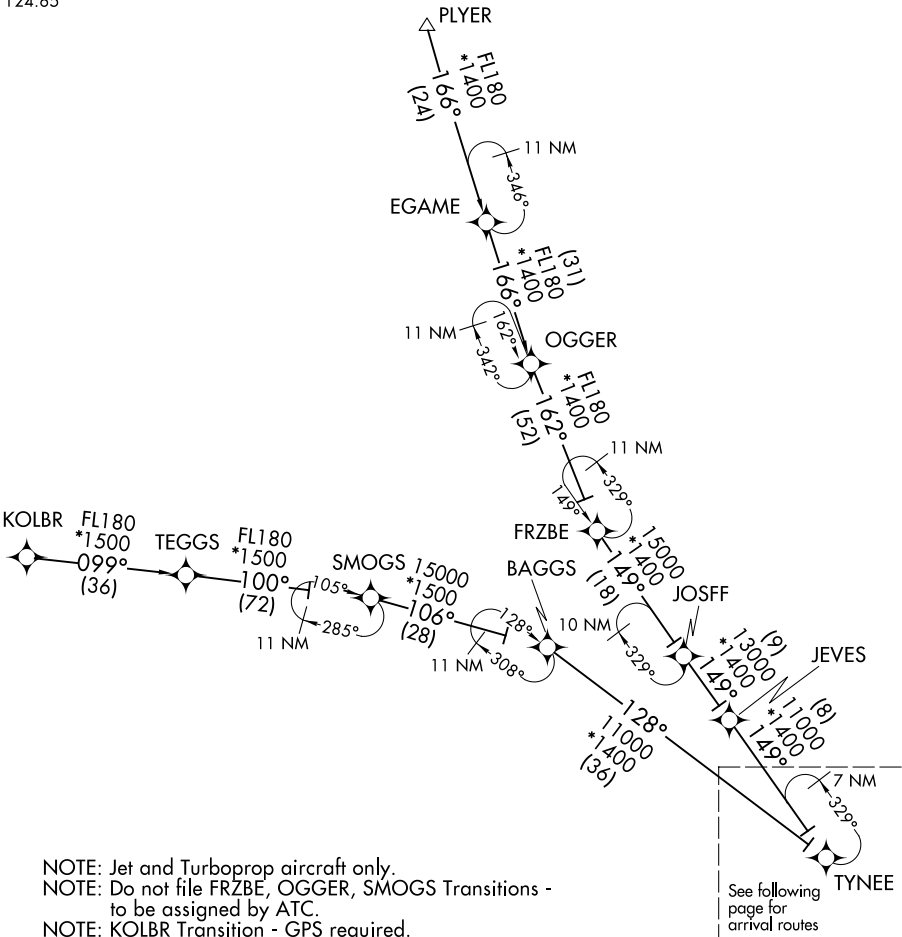 124.85
PLYER
FL180
*1400
166°
(24)
11 NM
346°
EGAME
(31)
FL180
*1400
166°
11 NM
162°
342°
OGGER
FL180
*1400
162°
(52)
11 NM
329°
149°
FRZBE
15000
*1400
149°
(18)
KOLBR
FL180
*1500
099°
(36)
TEGGS
FL180
*1500
100°
(72)
105°
285°
11 NM
SMOGS
15000
*1500
106°
(28)
BAGGS
128°
308°
11 NM
JOSFF
10 NM
329°
(9)
13000
*1400
149°
JEVES
(8)
11000
*1400
149°
128°
11000
*1400
(36)
7 NM
329°
TYNEE
See following
page for
arrival routes
NOTE: Jet and Turboprop aircraft only.
NOTE: Do not file FRZBE, OGGER, SMOGS Transitions -
to be assigned by ATC.
NOTE: KOLBR Transition - GPS required.